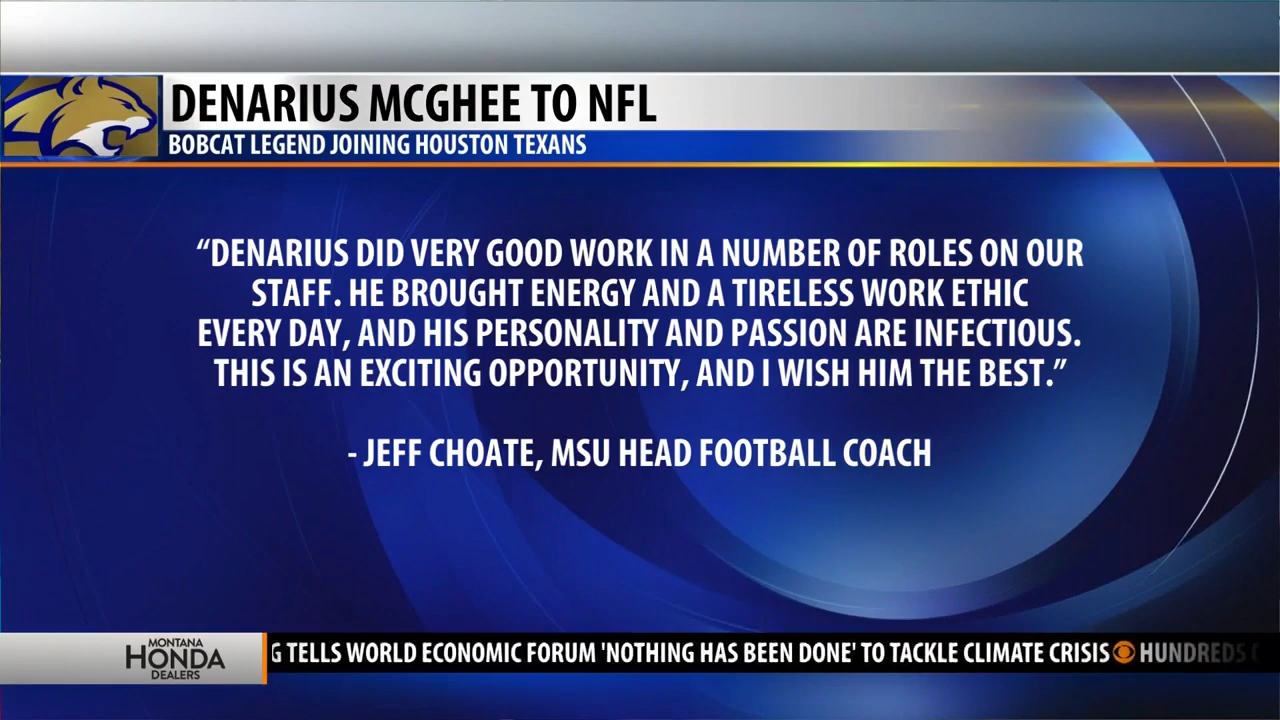 DENARIUS MCGHEE TO NFL
BOBCAT LEGEND JOINING HOUSTON TEXANS
“DENARIUS DID VERY GOOD WORK IN A NUMBER OF ROLES ON OUR
STAFF. HE BROUGHT ENERGY AND A TIRELESS WORK ETHIC
EVERY DAY, AND HIS PERSONALITY AND PASSION ARE INFECTIOUS.
THIS IS AN EXCITING OPPORTUNITY, AND I WISH HIM THE BEST.”
- JEFF CHOATE, MSU HEAD FOOTBALL COACH
MONTANA
HONDA
DEALERS
G TELLS WORLD ECONOMIC FORUM 'NOTHING HAS BEEN DONE' TO TACKLE CLIMATE CRISIS HUNDREDS